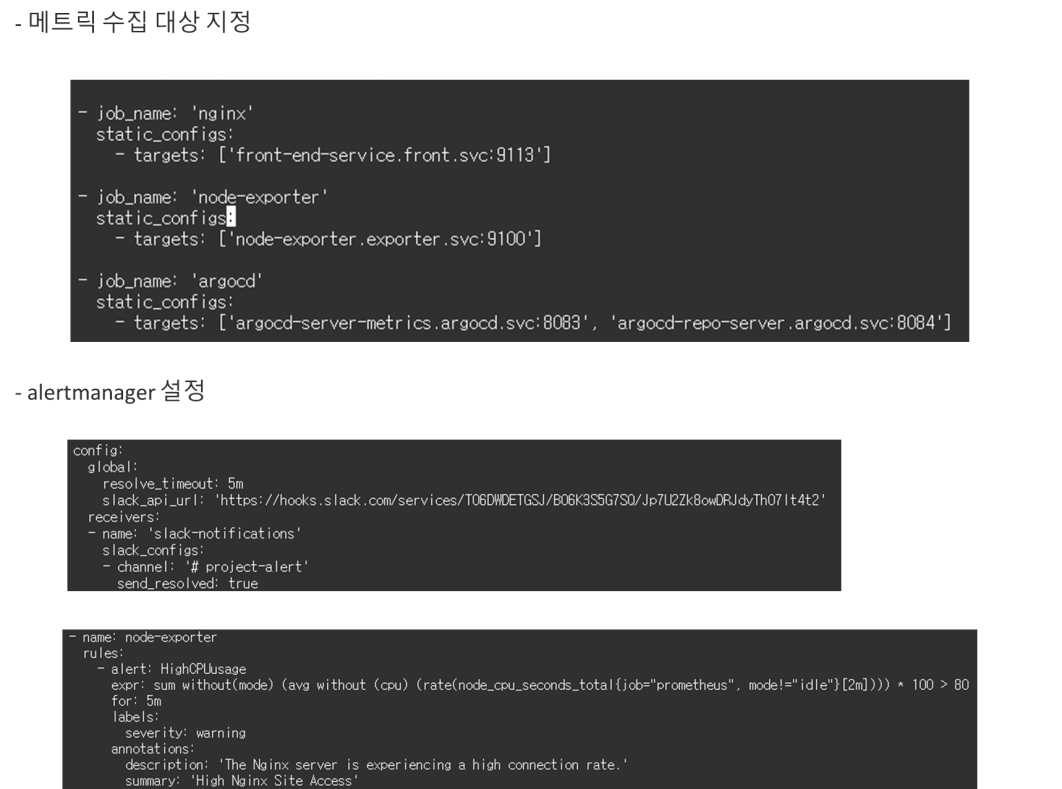 - 메트릭 수집 대상 지정
- job_name: 'nginx'
static_configs:
- targets: ['front-end-service.front.svc:9113']
- job_name: 'node-exporter'
static_configs:
- targets: ['node-exporter.exporter.svc:9100']
- job_name: 'argocd'
static_configs:
- targets: ['argocd-server-metrics.argocd.svc:8083', 'argocd-repo-server.argocd.svc:8084']
- alertmanager 설정
config:
global:
resolve_timeout: 5m
slack_api_url:
receivers:
- name: 'slack-notifications'
slack_configs:
- channel: '# project-alert'
send_resolved: true
- name: node-exporter
rules:
- alert: HighCPUusage
expr: sum without(mode) (avg without (cpu) (rate(node_cpu_seconds_total{job="prometheus", mode!="idle"}[2m]))) * 100 > 80
for: 5m
labels:
severity: warning
annotations:
description: 'The Nginx server is experiencing a high connection rate.'
summary: 'High Nginx Site Access'